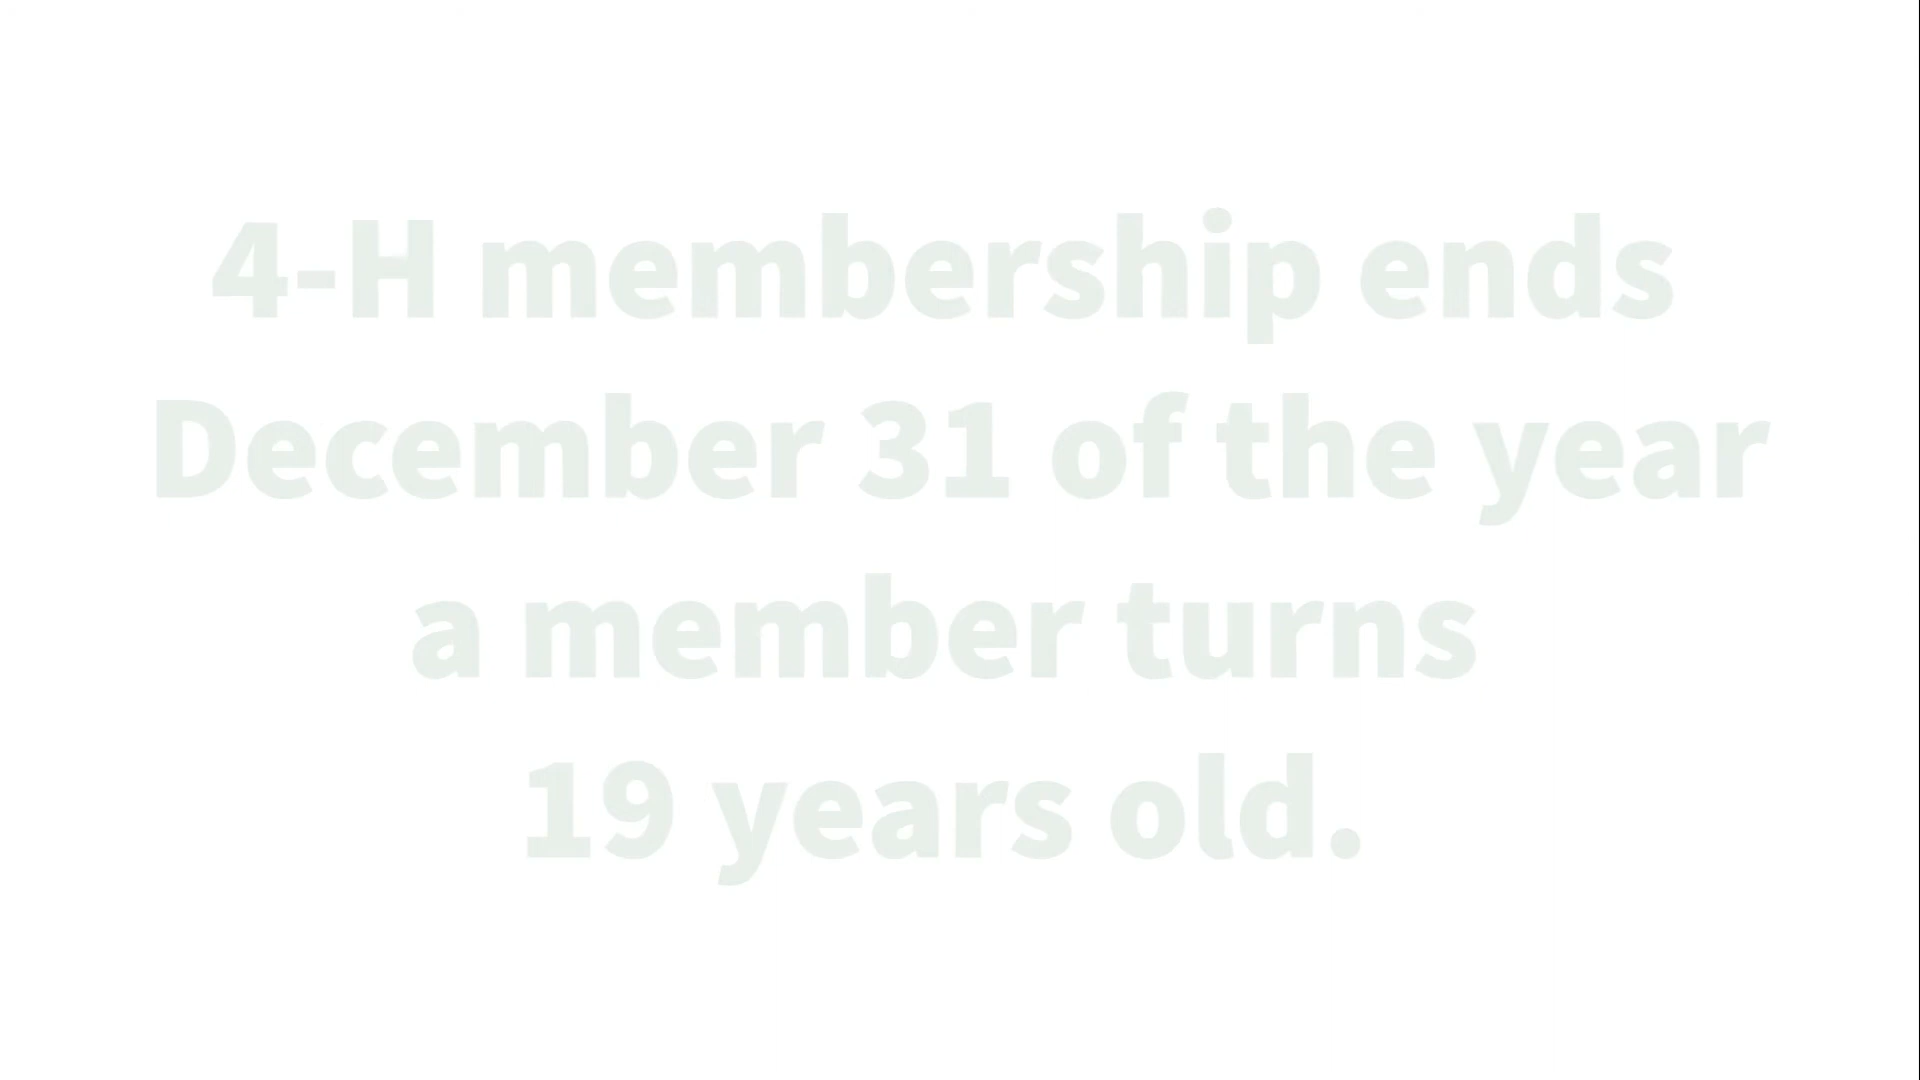 4-H membership ends
December 31 of the year
a member turns
19 years old.